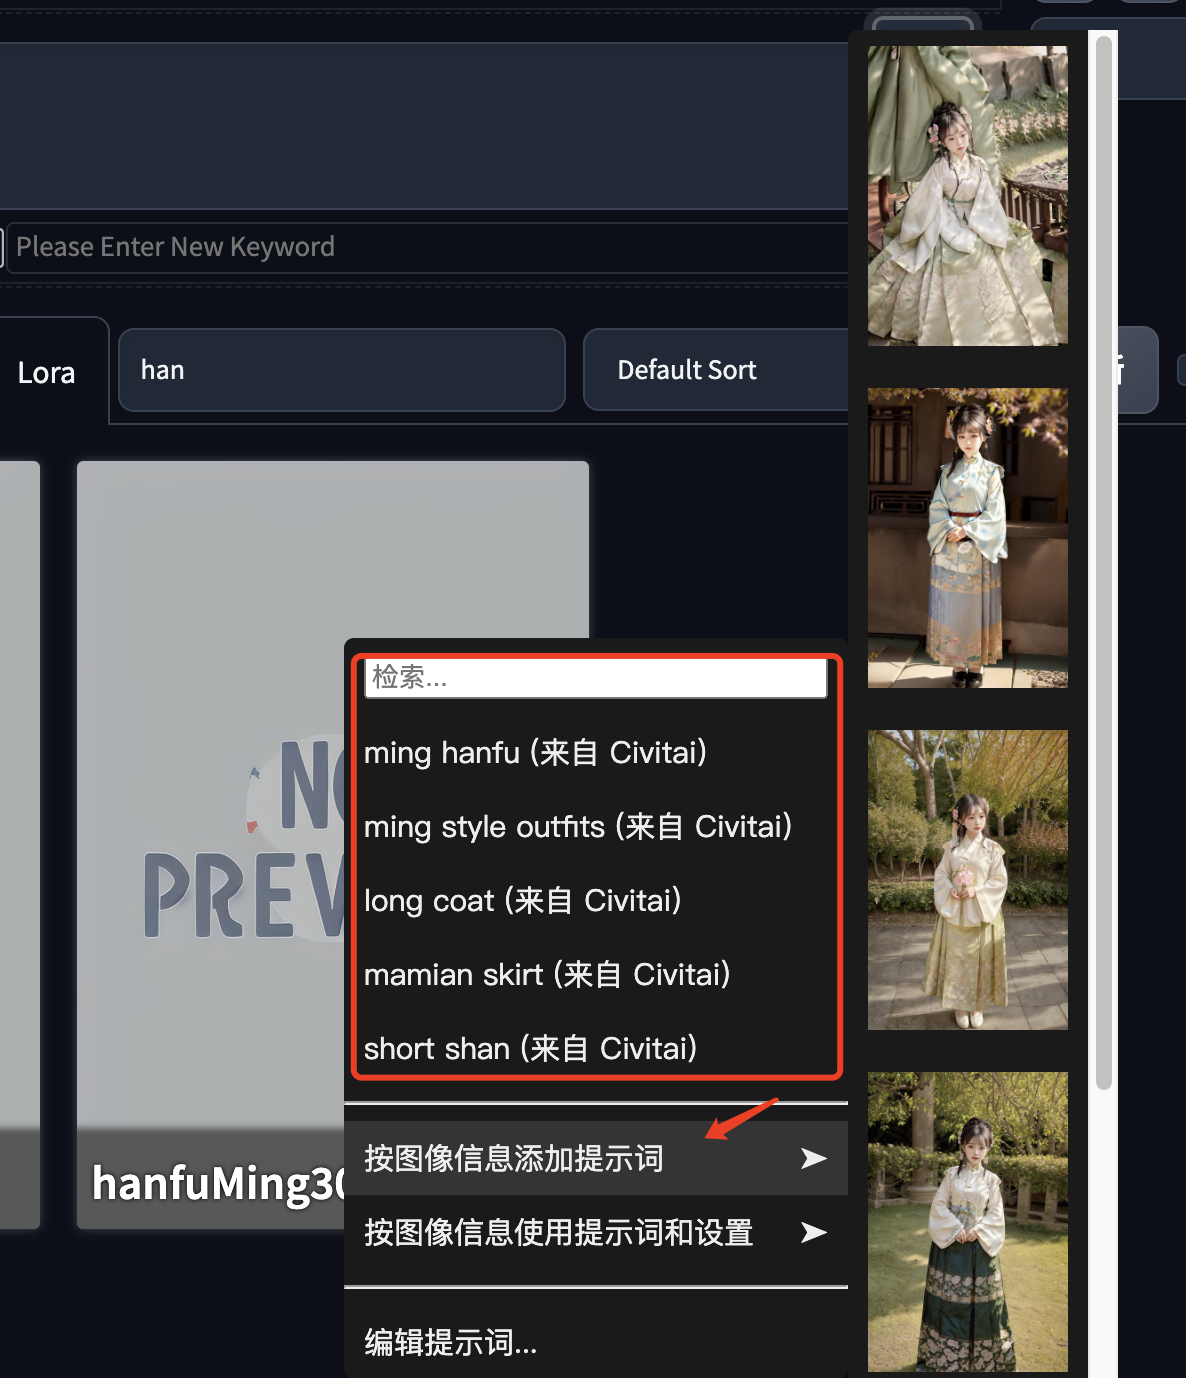 Please Enter New Keyword
Lora
han
Default Sort
检索...
ming hanfu (来自 Civitai)
ming style outfits (来自 Civitai)
long coat (来自 Civitai)
mamian skirt (来自 Civitai)
short shan (来自 Civitai)
hanfuMing30
按图像信息添加提示词
按图像信息使用提示词和设置
编辑提示词...